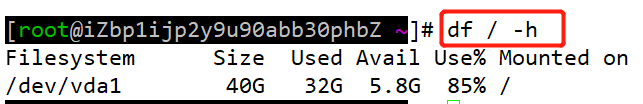 [root@iZbp1ijp2y9u90abb30phbZ ~]# df / -h
Filesystem      Size  Used Avail Use% Mounted on
/dev/vda1        40G   32G  5.8G  85% /